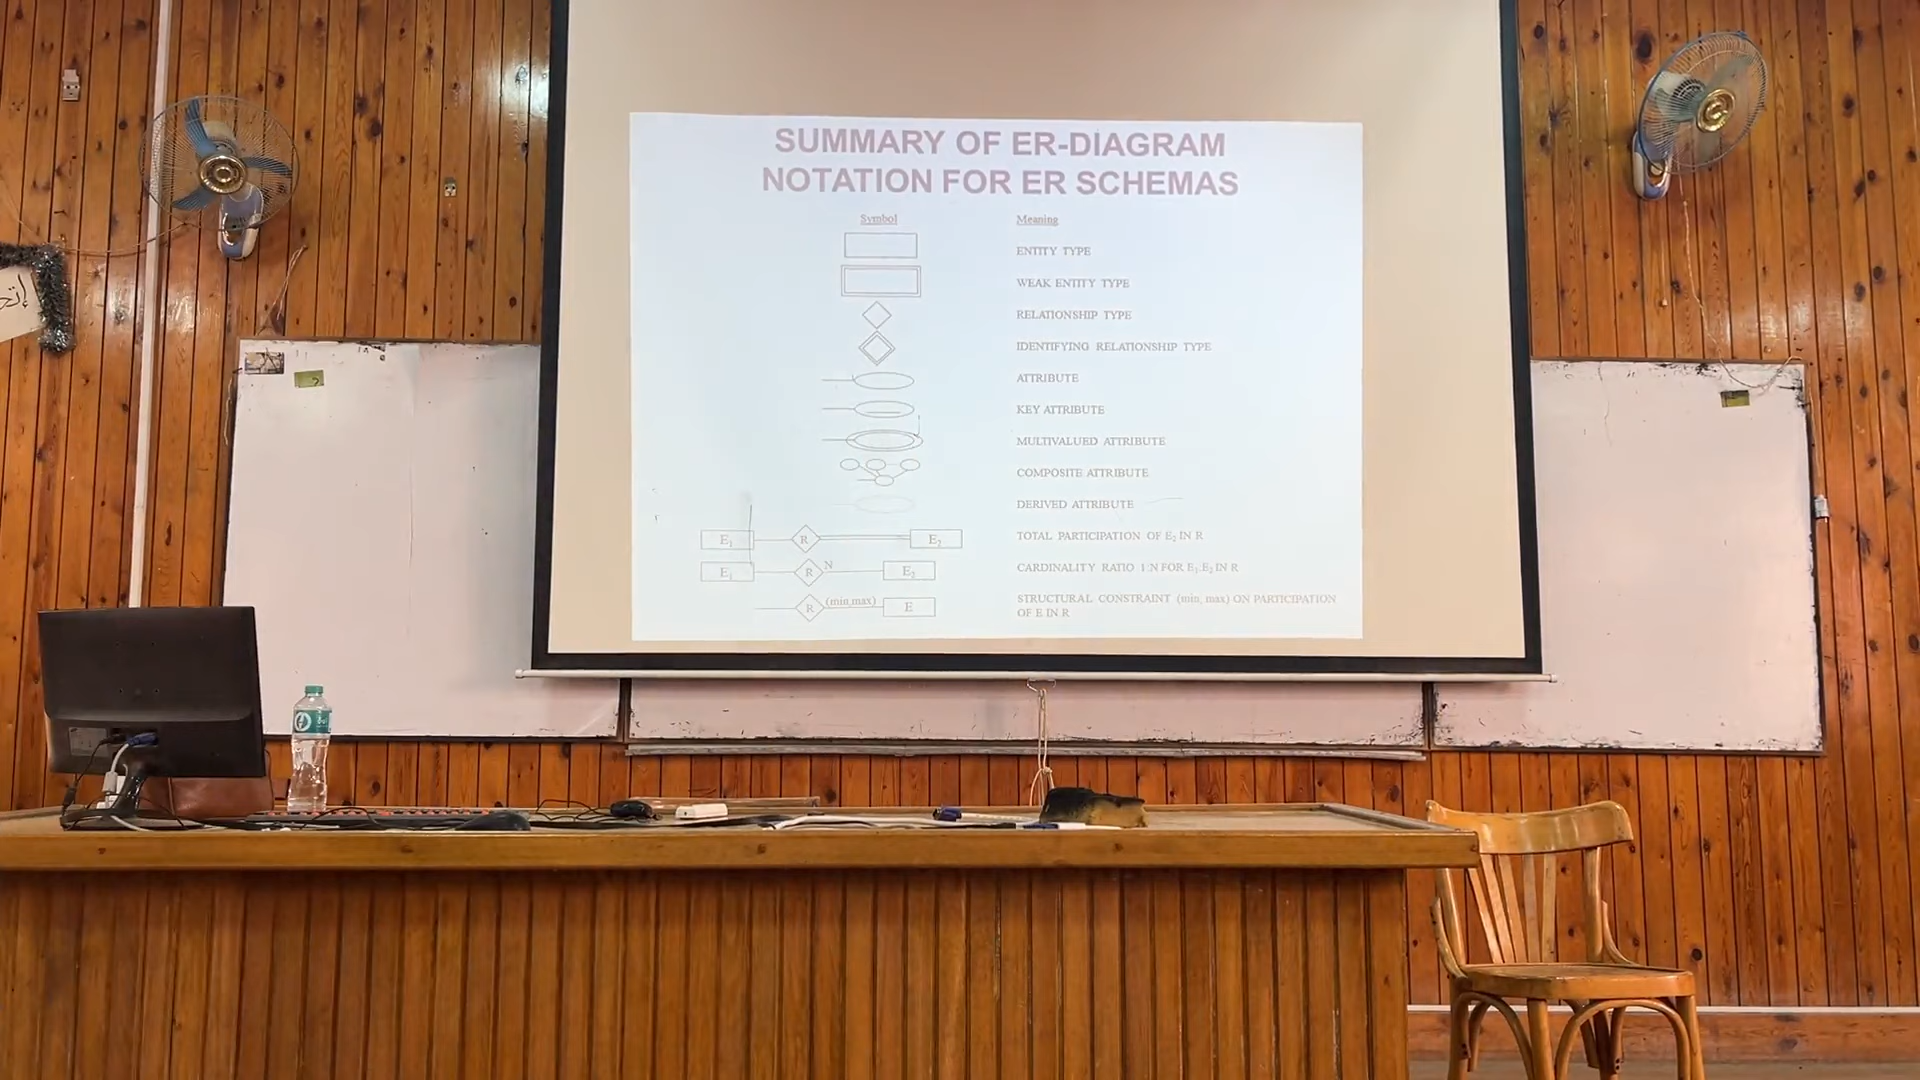 SUMMARY OF ER-DIAGRAM
NOTATION FOR ER SCHEMAS
Symbol Meaning
ENTITY TYPE
WEAK ENTITY TYPE
RELATIONSHIP TYPE
IDENTIFYING RELATIONSHIP TYPE
ATTRIBUTE
KEY ATTRIBUTE
MULTIVALUED ATTRIBUTE
COMPOSITE ATTRIBUTE
DERIVED ATTRIBUTE
E₁ R E₂ TOTAL PARTICIPATION OF E₂ IN R
E₁ R N E₂ CARDINALITY RATIO 1:N FOR E₁:E₂ IN R
R (min,max) E STRUCTURAL CONSTRAINT (min, max) ON PARTICIPATION
OF E IN R